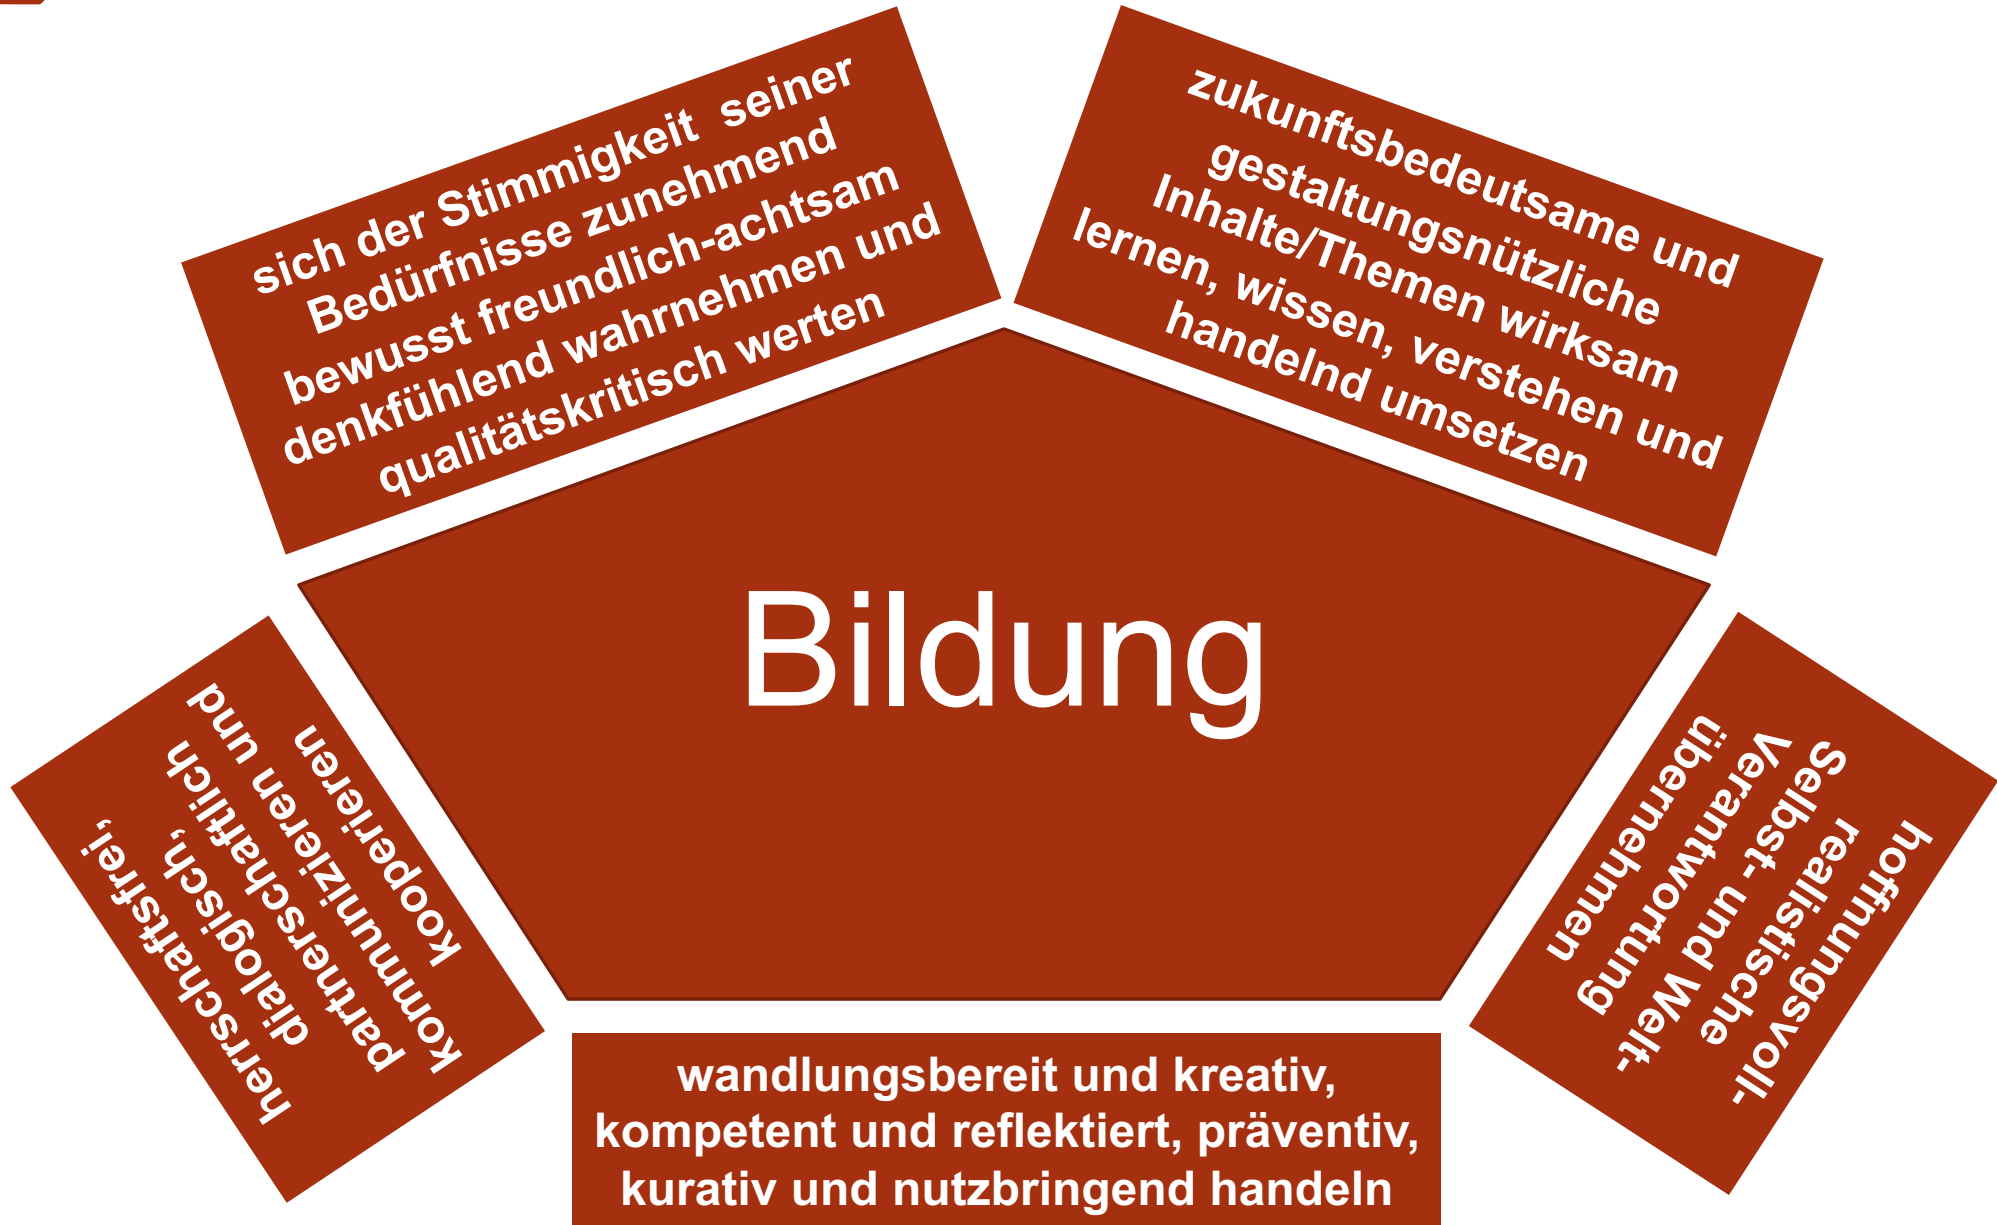 sich der Stimmigkeit seiner
Bedürfnisse zunehmend
bewusst freundlich-achtsam
denkfühlend wahrnehmen und
qualitätskritisch werten
zukunftsbedeutsame und
gestaltungsnützliche
Inhalte/Themen wirksam
lernen, wissen, verstehen und
handelnd umsetzen
Bildung
herrschaftsfrei,
dialogisch,
partnerschaftlich
kommunizieren und
kooperieren
hoffnungsvoll-
realistische
Selbst- und Welt-
Verantwortung
übernehmen
wandlungsbereit und kreativ,
kompetent und reflektiert, präventiv,
kurativ und nutzbringend handeln